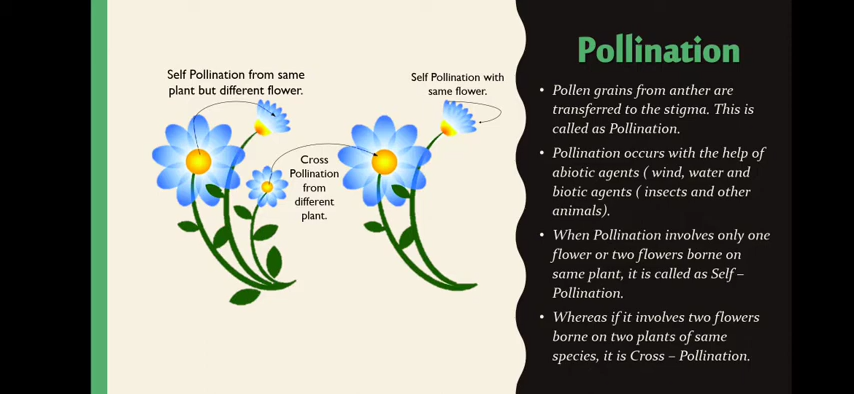 Self Pollination from same
plant but different flower.
Self Pollination with
same flower.
Cross
Pollination
from
different
plant.
Pollination
• Pollen grains from anther are
transferred to the stigma. This is
called as Pollination.
• Pollination occurs with the help of
abiotic agents ( wind, water and
biotic agents ( insects and other
animals).
• When Pollination involves only one
flower or two flowers borne on
same plant, it is called as Self –
Pollination.
• Whereas if it involves two flowers
borne on two plants of same
species, it is Cross – Pollination.